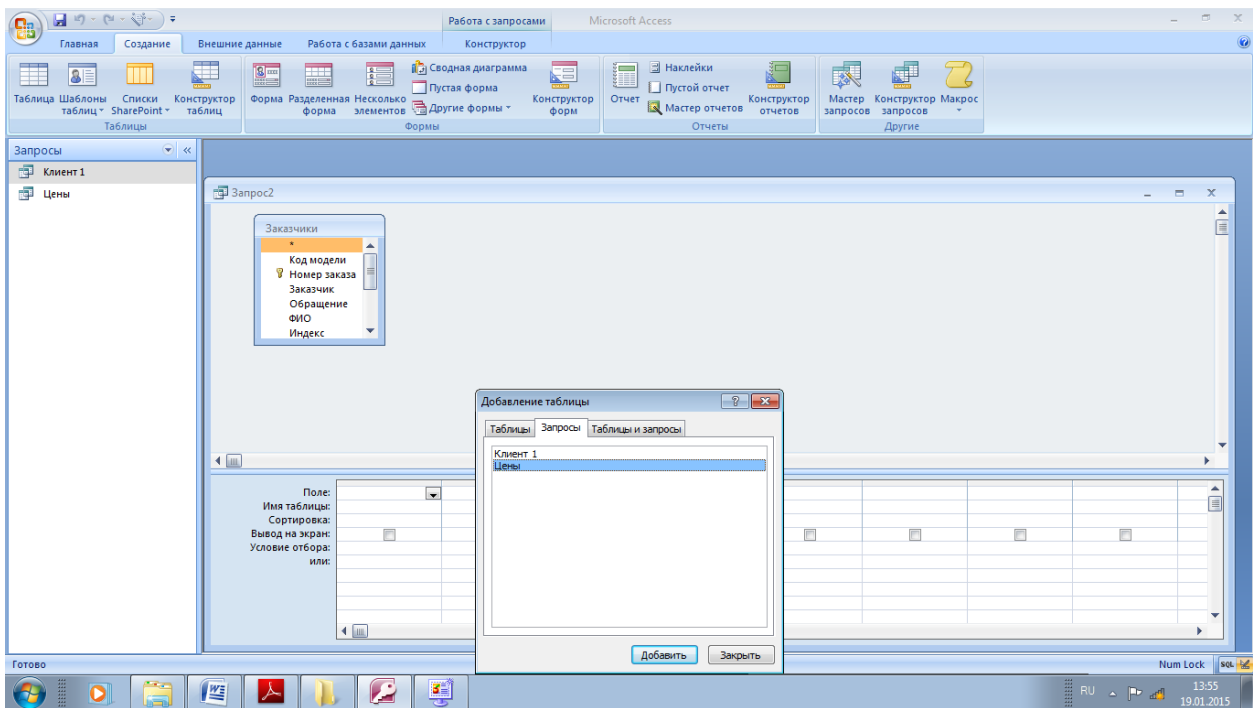 Работа с запросами Microsoft Access
Главная Создание Внешние данные Работа с базами данных Конструктор
Таблица Шаблоны таблиц Списки SharePoint Конструктор таблиц
Таблицы
Форма Разделенная форма Несколько элементов Сводная диаграмма
Пустая форма
Другие формы
Конструктор форм
Формы
Отчет Наклейки
Пустой отчет
Мастер отчетов
Конструктор отчетов
Отчеты
Мастер запросов Конструктор запросов Макрос
Другие
Запросы
Клиент 1
Цены
Запрос2
Заказчики
*
Код модели
Номер заказа
Заказчик
Обращение
ФИО
Индекс
Добавление таблицы
Таблицы Запросы Таблицы и запросы
Клиент 1
Цены
Добавить Закрыть
Поле:
Имя таблицы:
Сортировка:
Вывод на экран:
Условие отбора:
или:
Готово Num Lock SQL
RU 13:55
19.01.2015